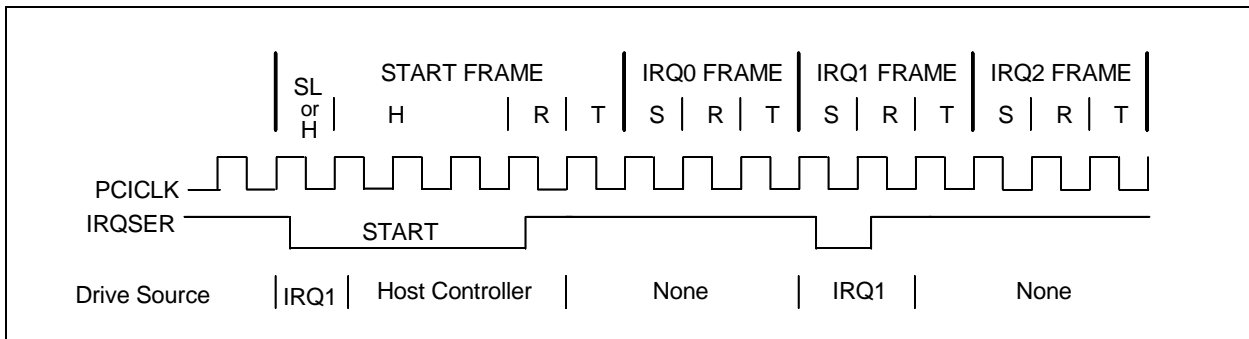 START FRAME IRQ0 FRAME IRQ1 FRAME IRQ2 FRAME
SL
or
H
H R T S R T S R T S R T
PCICLK
IRQSER
START
Drive Source IRQ1 Host Controller None IRQ1 None